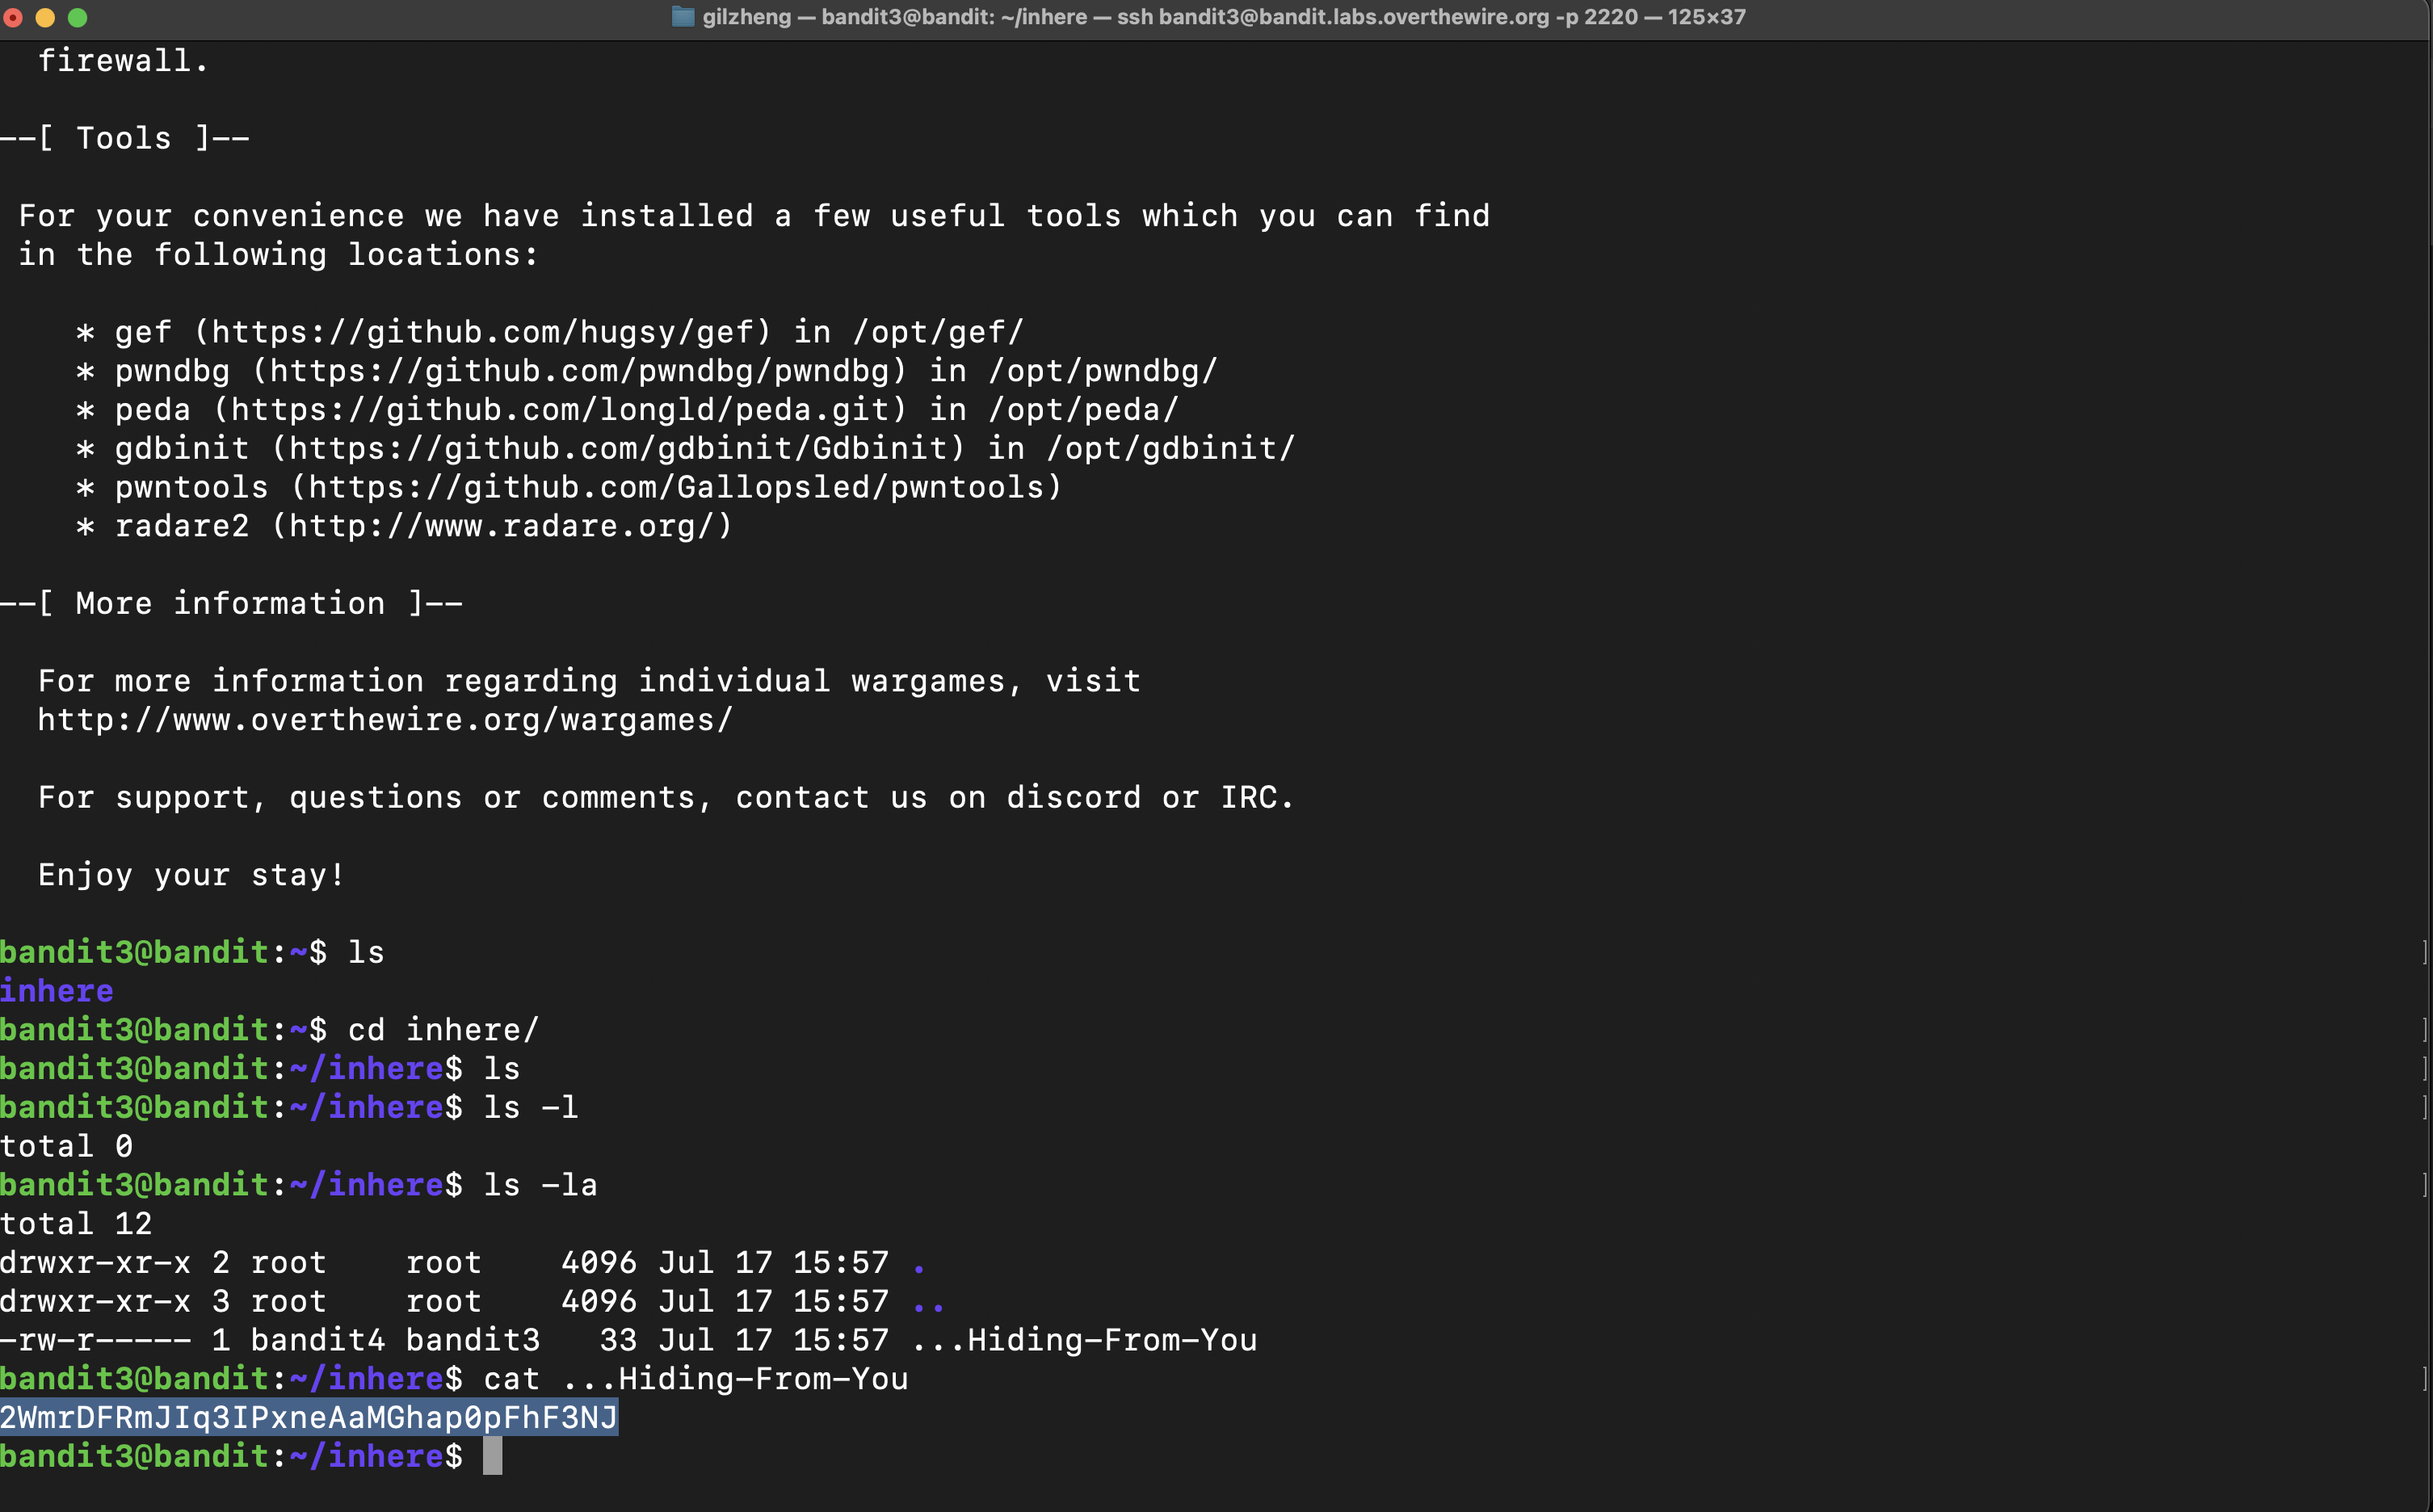 gilzheng — bandit3@bandit: ~/inhere — ssh bandit3@bandit.labs.overthewire.org -p 2220 — 125×37
firewall.
--[ Tools ]--
For your convenience we have installed a few useful tools which you can find
in the following locations:
* gef (https://github.com/hugsy/gef) in /opt/gef/
* pwndbg (https://github.com/pwndbg/pwndbg) in /opt/pwndbg/
* peda (https://github.com/longld/peda.git) in /opt/peda/
* gdbinit (https://github.com/gdbinit/Gdbinit) in /opt/gdbinit/
* pwntools (https://github.com/Gallopsled/pwntools)
* radare2 (http://www.radare.org/)
--[ More information ]--
For more information regarding individual wargames, visit
http://www.overthewire.org/wargames/
For support, questions or comments, contact us on discord or IRC.
Enjoy your stay!
bandit3@bandit:~$ ls
inhere
bandit3@bandit:~$ cd inhere/
bandit3@bandit:~/inhere$ ls
bandit3@bandit:~/inhere$ ls -l
total 0
bandit3@bandit:~/inhere$ ls -la
total 12
drwxr-xr-x 2 root    root    4096 Jul 17 15:57 .
drwxr-xr-x 3 root    root    4096 Jul 17 15:57 ..
-rw-r----- 1 bandit4 bandit3   33 Jul 17 15:57 ...Hiding-From-You
bandit3@bandit:~/inhere$ cat ...Hiding-From-You
2WmrDFRmJIq3IPxneAaMGhap0pFhF3NJ
bandit3@bandit:~/inhere$